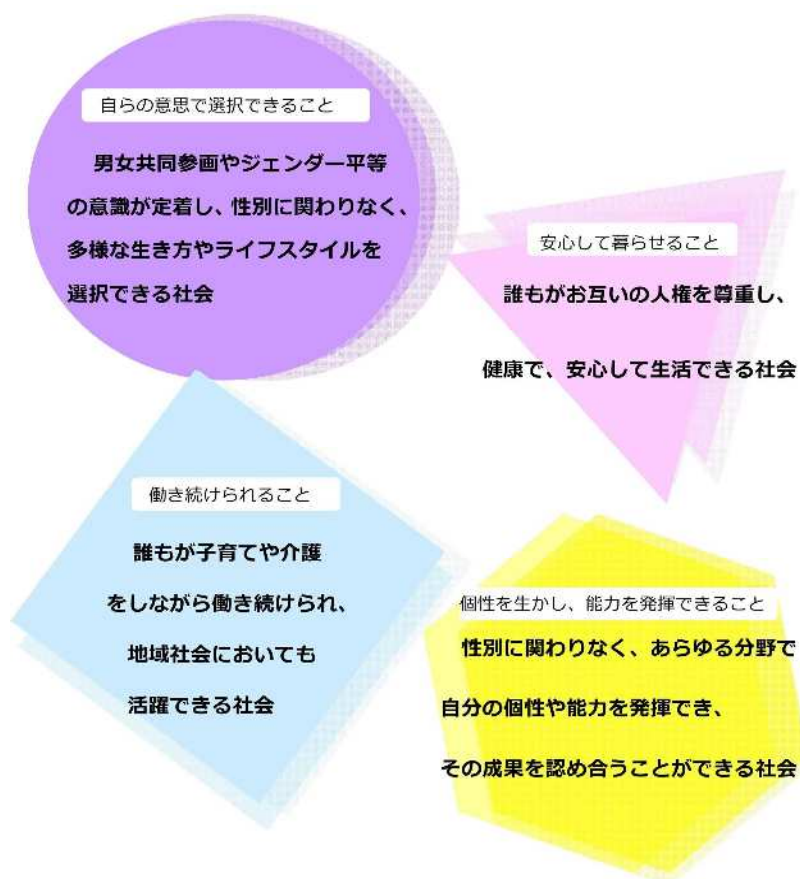 自らの意思で選択できること
男女共同参画やジェンダー平等
の意識が定着し、性別に関わりなく、
多様な生き方やライフスタイルを
選択できる社会
安心して暮らせること
誰もがお互いの人権を尊重し、
健康で、安心して生活できる社会
働き続けられること
誰もが子育てや介護
をしながら働き続けられ、
地域社会においても
活躍できる社会
個性を生かし、能力を発揮できること
性別に関わりなく、あらゆる分野で
自分の個性や能力を発揮でき、
その成果を認め合うことができる社会